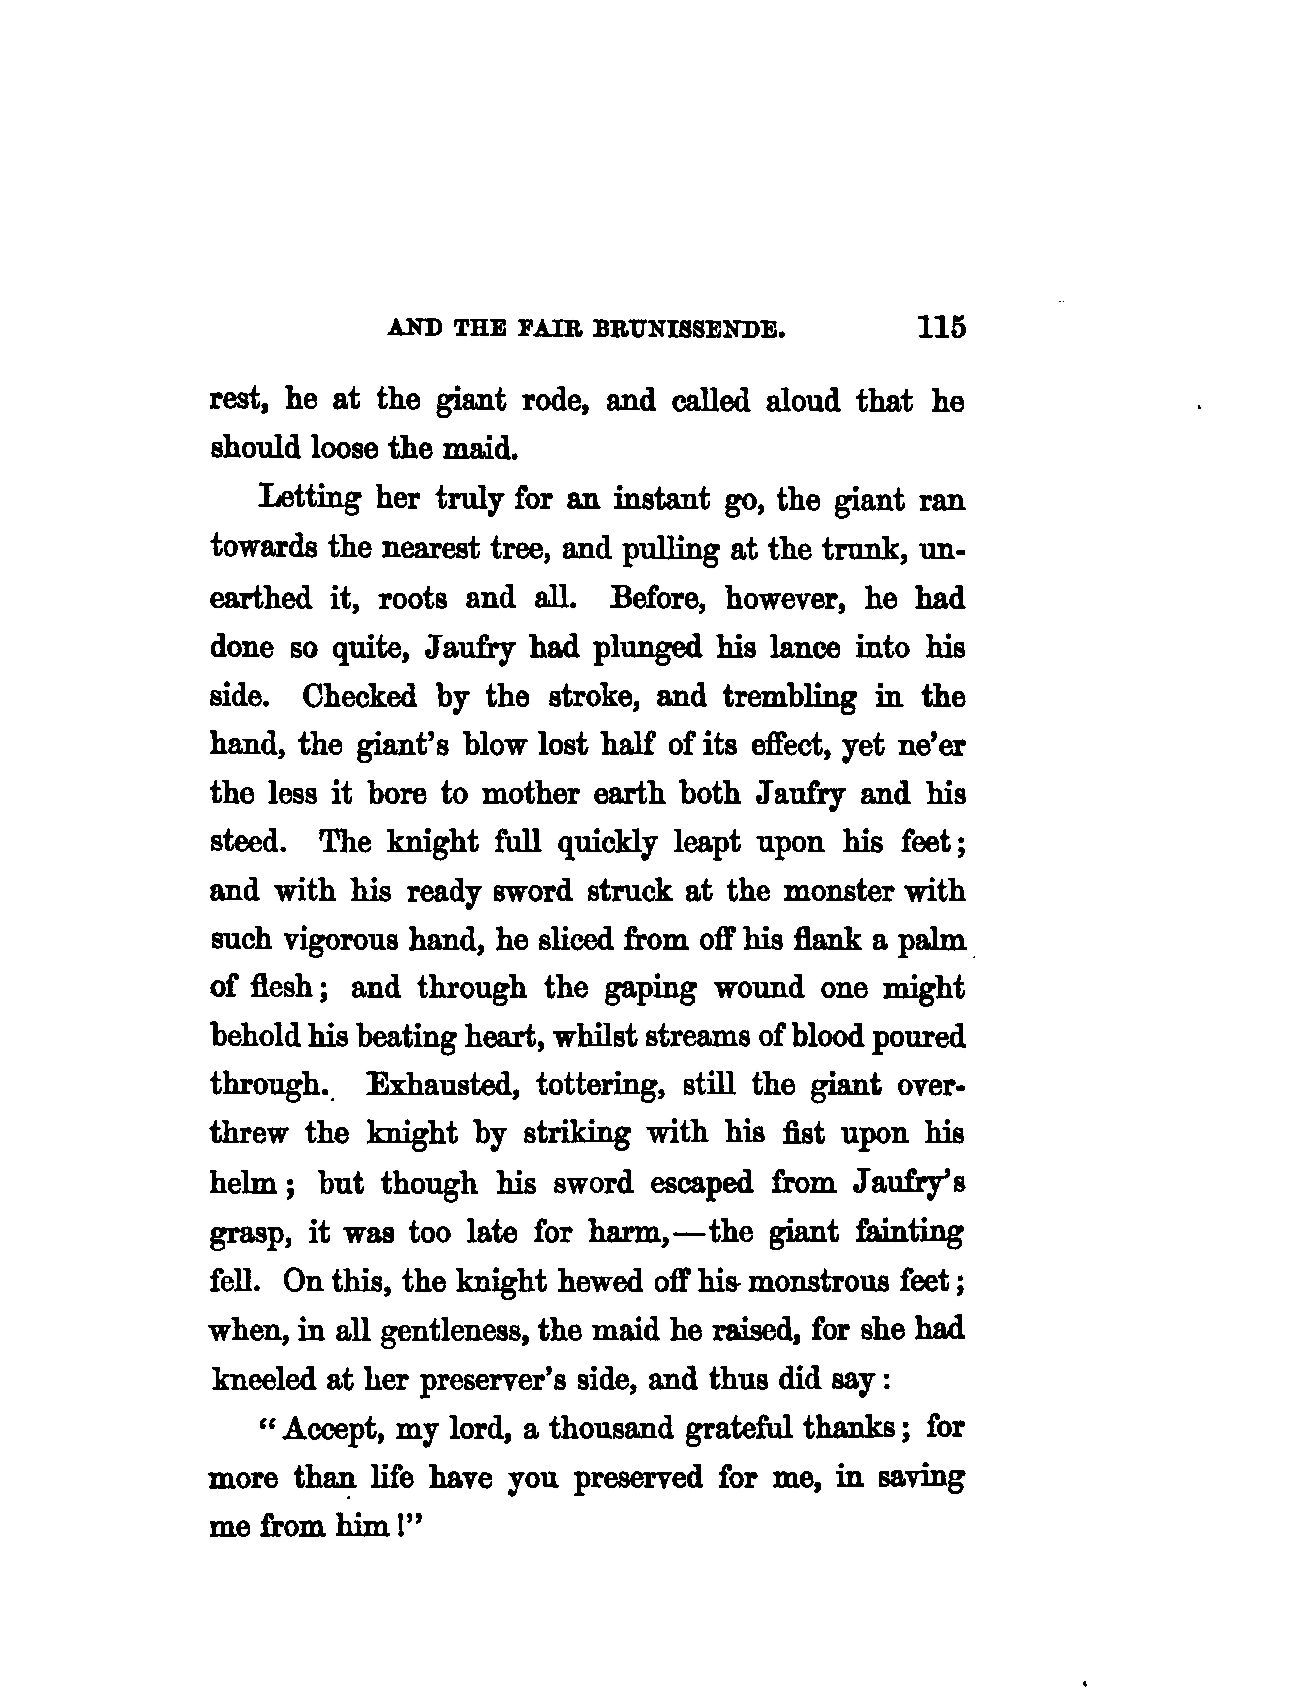 AND THE FAIR BRUNISSENDE. 115
rest, he at the giant rode, and called aloud that he
should loose the maid.
Letting her truly for an instant go, the giant ran
towards the nearest tree, and pulling at the trunk, un-
earthed it, roots and all. Before, however, he had
done so quite, Jaufry had plunged his lance into his
side. Checked by the stroke, and trembling in the
hand, the giant's blow lost half of its effect, yet ne'er
the less it bore to mother earth both Jaufry and his
steed. The knight full quickly leapt upon his feet;
and with his ready sword struck at the monster with
such vigorous hand, he sliced from off his flank a palm
of flesh; and through the gaping wound one might
behold his beating heart, whilst streams of blood poured
through. Exhausted, tottering, still the giant over-
threw the knight by striking with his fist upon his
helm; but though his sword escaped from Jaufry's
grasp, it was too late for harm,—the giant fainting
fell. On this, the knight hewed off his monstrous feet;
when, in all gentleness, the maid he raised, for she had
kneeled at her preserver's side, and thus did say:
"Accept, my lord, a thousand grateful thanks; for
more than life have you preserved for me, in saving
me from him!"